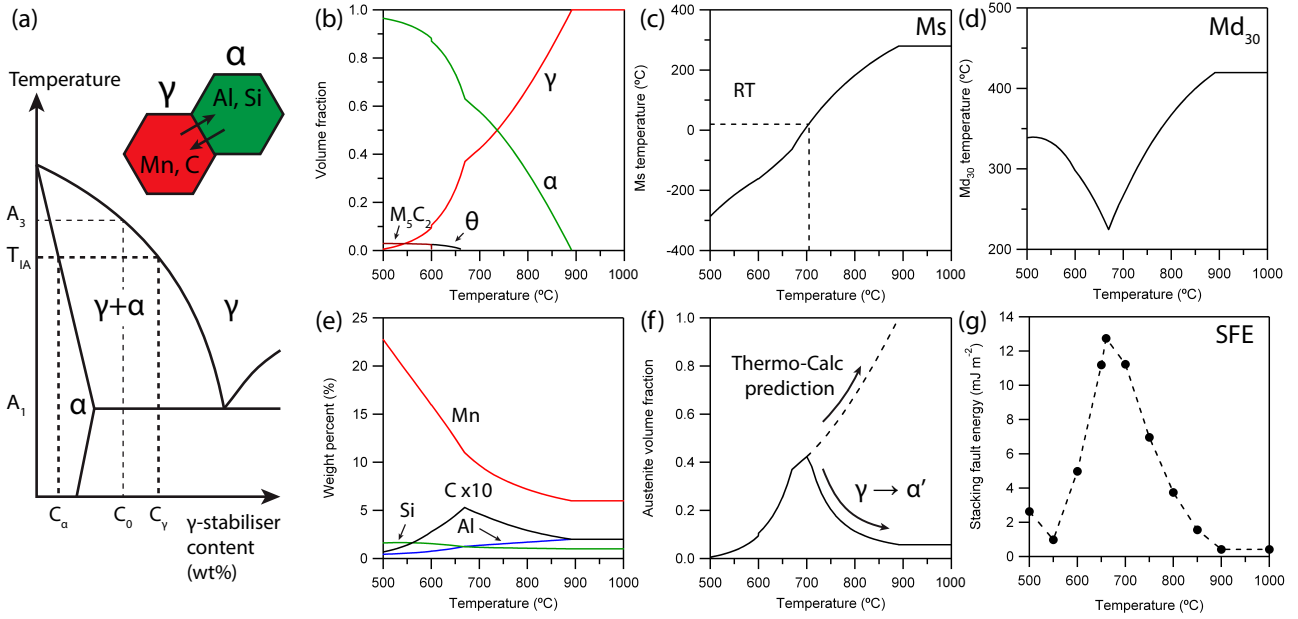 (a)
Temperature
α
γ
Al, Si
Mn, C
A3
TIA
γ+α
γ
α
A1
Cα
C0
Cγ
γ-stabiliser
content
(wt%)
(b)
1.0
0.8
0.6
0.4
0.2
0.0
Volume fraction
γ
α
M5C2
θ
500 600 700 800 900 1000
Temperature (ºC)
(c)
Ms
400
200
0
-200
-400
Ms temperature (ºC)
RT
500 600 700 800 900 1000
Temperature (ºC)
(d)
Md30
500
400
300
200
Md30 temperature (ºC)
500 600 700 800 900 1000
Temperature (ºC)
(e)
25
20
15
10
5
0
Weight percent (%)
Mn
C x10
Si
Al
500 600 700 800 900 1000
Temperature (ºC)
(f)
1.0
0.8
0.6
0.4
0.2
0.0
Austenite volume fraction
Thermo-Calc
prediction
γ → α’
500 600 700 800 900 1000
Temperature (ºC)
(g)
SFE
14
12
10
8
6
4
2
0
Stacking fault energy (mJ m-2)
500 600 700 800 900 1000
Temperature (ºC)